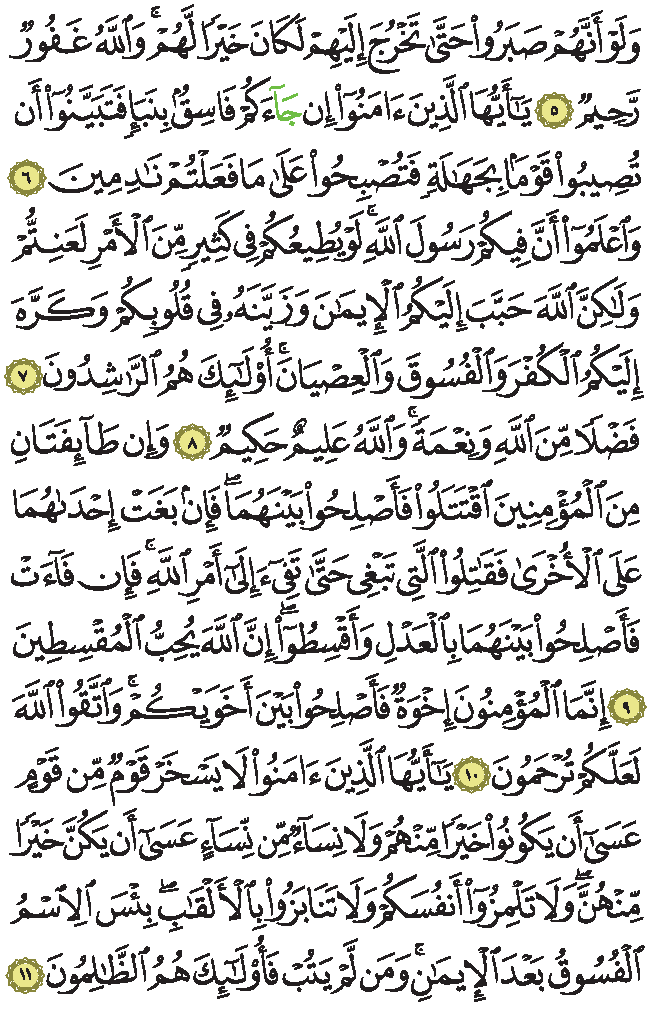 وَلَوْ أَنَّهُمْ صَبَرُوا۟ حَتَّىٰ تَخْرُجَ إِلَيْهِمْ لَكَانَ خَيْرًا لَّهُمْ ۚ وَٱللَّهُ غَفُورٌ
رَّحِيمٌ ٥ يَـٰٓأَيُّهَا ٱلَّذِينَ ءَامَنُوٓا۟ إِن جَآءَكُمْ فَاسِقٌۢ بِنَبَإٍ فَتَبَيَّنُوٓا۟ أَن
تُصِيبُوا۟ قَوْمًۢا بِجَهَـٰلَةٍ فَتُصْبِحُوا۟ عَلَىٰ مَا فَعَلْتُمْ نَـٰدِمِينَ ٦
وَٱعْلَمُوٓا۟ أَنَّ فِيكُمْ رَسُولَ ٱللَّهِ ۚ لَوْ يُطِيعُكُمْ فِى كَثِيرٍ مِّنَ ٱلْأَمْرِ لَعَنِتُّمْ
وَلَـٰكِنَّ ٱللَّهَ حَبَّبَ إِلَيْكُمُ ٱلْإِيمَـٰنَ وَزَيَّنَهُۥ فِى قُلُوبِكُمْ وَكَرَّهَ
إِلَيْكُمُ ٱلْكُفْرَ وَٱلْفُسُوقَ وَٱلْعِصْيَانَ ۚ أُو۟لَـٰٓئِكَ هُمُ ٱلرَّٰشِدُونَ ٧
فَضْلًا مِّنَ ٱللَّهِ وَنِعْمَةً ۚ وَٱللَّهُ عَلِيمٌ حَكِيمٌ ٨ وَإِن طَآئِفَتَانِ
مِنَ ٱلْمُؤْمِنِينَ ٱقْتَتَلُوا۟ فَأَصْلِحُوا۟ بَيْنَهُمَا ۖ فَإِنۢ بَغَتْ إِحْدَىٰهُمَا
عَلَى ٱلْأُخْرَىٰ فَقَـٰتِلُوا۟ ٱلَّتِى تَبْغِى حَتَّىٰ تَفِىٓءَ إِلَىٰٓ أَمْرِ ٱللَّهِ ۚ فَإِن فَآءَتْ
فَأَصْلِحُوا۟ بَيْنَهُمَا بِٱلْعَدْلِ وَأَقْسِطُوٓا۟ ۖ إِنَّ ٱللَّهَ يُحِبُّ ٱلْمُقْسِطِينَ
٩ إِنَّمَا ٱلْمُؤْمِنُونَ إِخْوَةٌ فَأَصْلِحُوا۟ بَيْنَ أَخَوَيْكُمْ ۚ وَٱتَّقُوا۟ ٱللَّهَ
لَعَلَّكُمْ تُرْحَمُونَ ١٠ يَـٰٓأَيُّهَا ٱلَّذِينَ ءَامَنُوا۟ لَا يَسْخَرْ قَوْمٌ مِّن قَوْمٍ
عَسَىٰٓ أَن يَكُونُوا۟ خَيْرًا مِّنْهُمْ وَلَا نِسَآءٌ مِّن نِّسَآءٍ عَسَىٰٓ أَن يَكُنَّ خَيْرًا
مِّنْهُنَّ ۖ وَلَا تَلْمِزُوٓا۟ أَنفُسَكُمْ وَلَا تَنَابَزُوا۟ بِٱلْأَلْقَـٰبِ ۖ بِئْسَ ٱلِٱسْمُ
ٱلْفُسُوقُ بَعْدَ ٱلْإِيمَـٰنِ ۚ وَمَن لَّمْ يَتُبْ فَأُو۟لَـٰٓئِكَ هُمُ ٱلظَّـٰلِمُونَ ١١